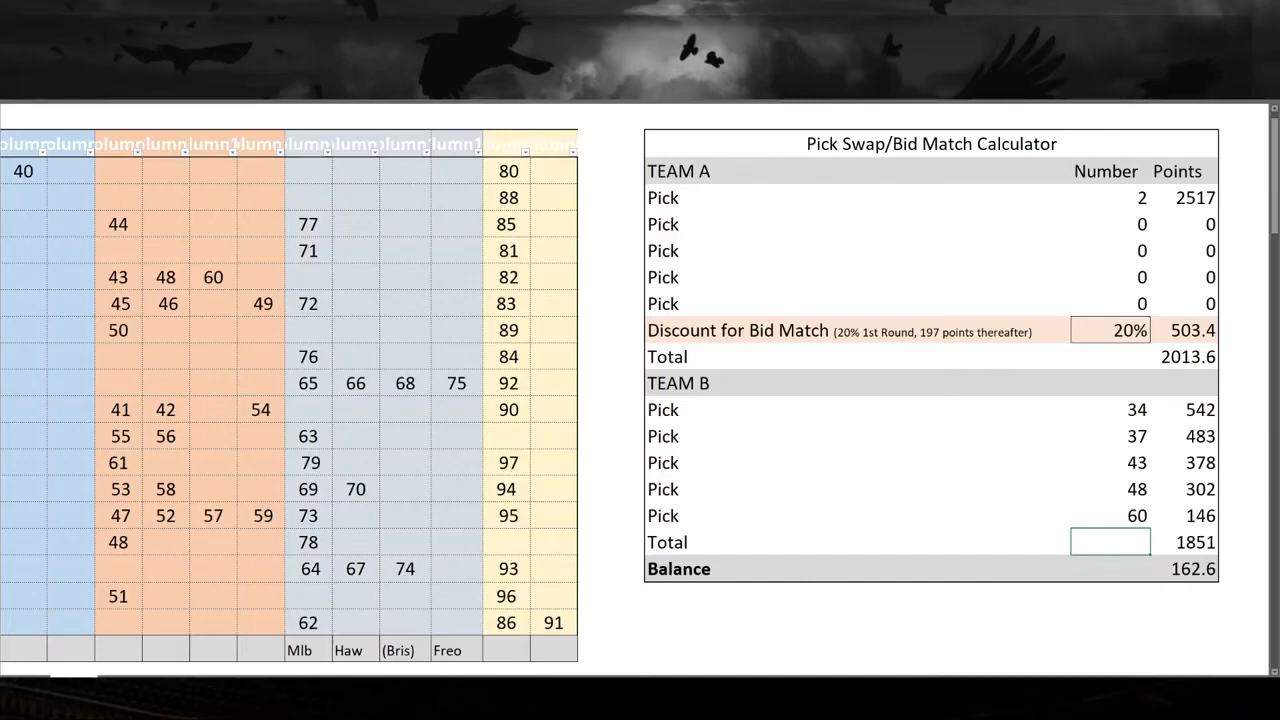 40 80
88
44 77 85
71 81
43 48 60 82
45 46 49 72 83
50 89
76 84
65 66 68 75 92
41 42 54 90
55 56 63
61 79 97
53 58 69 70 94
47 52 57 59 73 95
48 78
64 67 74 93
51 96
62 86 91
Mlb Haw (Bris) Freo
Pick Swap/Bid Match Calculator
TEAM A Number Points
Pick 2 2517
Pick 0 0
Pick 0 0
Pick 0 0
Pick 0 0
Discount for Bid Match (20% 1st Round, 197 points thereafter) 20% 503.4
Total 2013.6
TEAM B
Pick 34 542
Pick 37 483
Pick 43 378
Pick 48 302
Pick 60 146
Total 1851
Balance 162.6